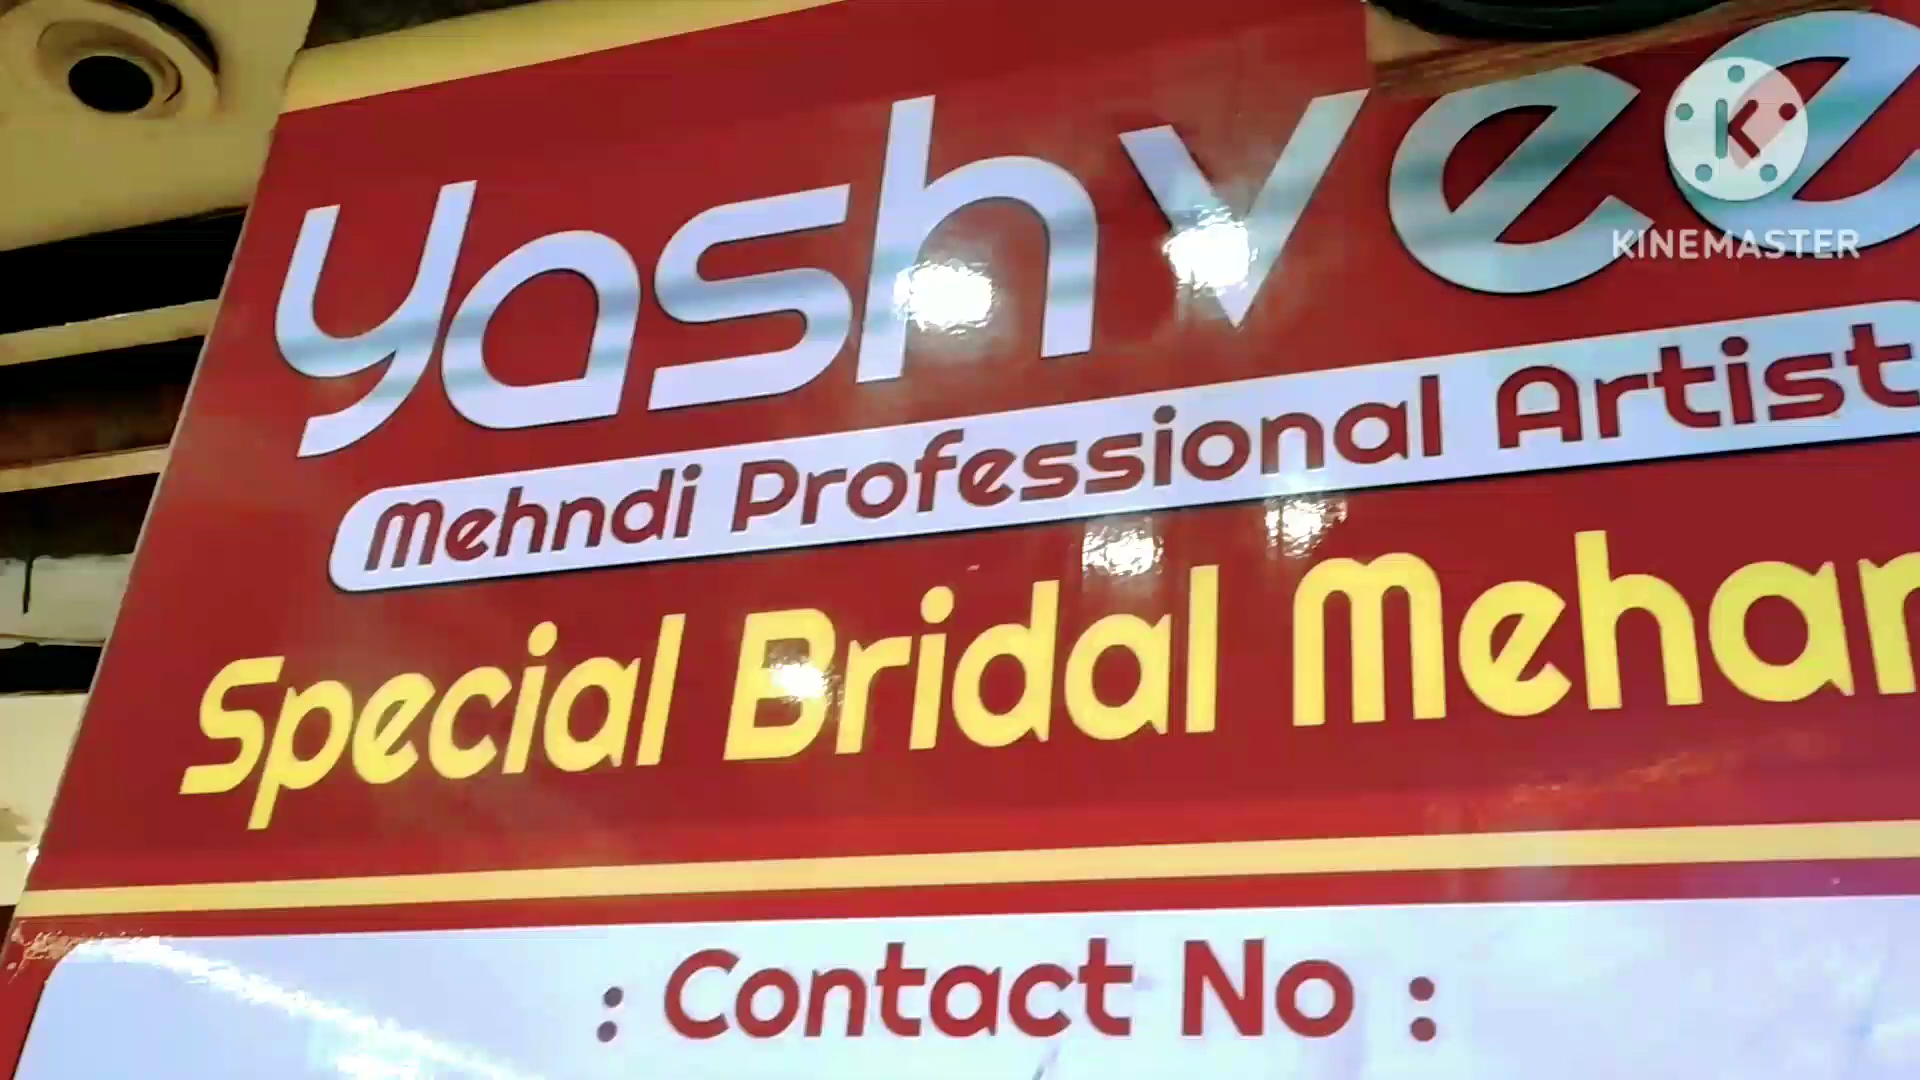 yashvee
KINEMASTER
Mehndi Professional Artist
Special Bridal Mehan
: Contact No :